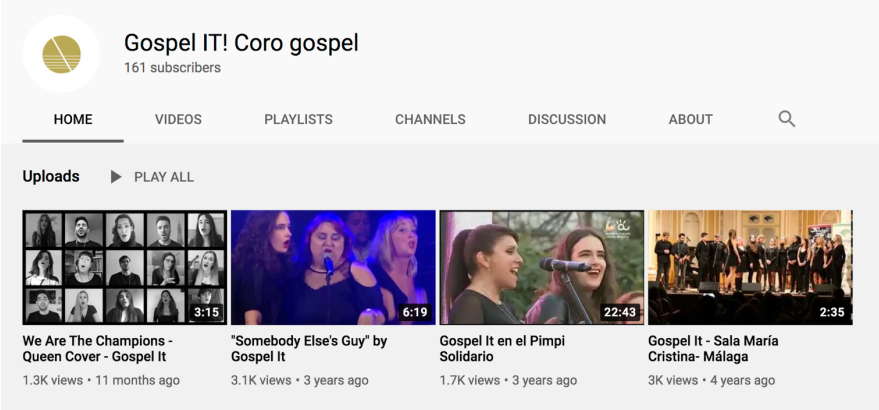 Gospel IT! Coro gospel
161 subscribers
HOME VIDEOS PLAYLISTS CHANNELS DISCUSSION ABOUT
Uploads PLAY ALL
3:15 6:19 22:43 2:35
We Are The Champions - Queen Cover - Gospel It
1.3K views • 11 months ago
"Somebody Else's Guy" by Gospel It
3.1K views • 3 years ago
Gospel It en el Pimpi Solidario
1.7K views • 3 years ago
Gospel It - Sala María Cristina- Málaga
3K views • 4 years ago